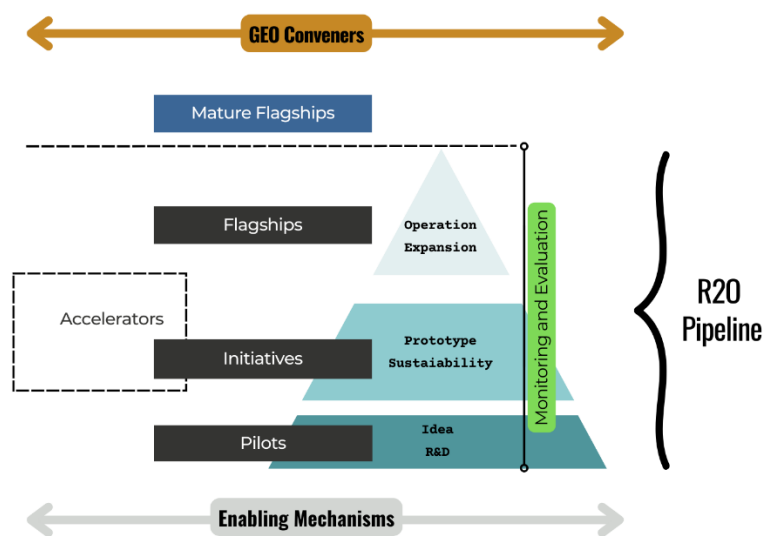 GEO Conveners
Mature Flagships
Flagships
Operation
Expansion
Monitoring and Evaluation
R2O
Pipeline
Accelerators
Initiatives
Prototype
Sustaiability
Pilots
Idea
R&D
Enabling Mechanisms